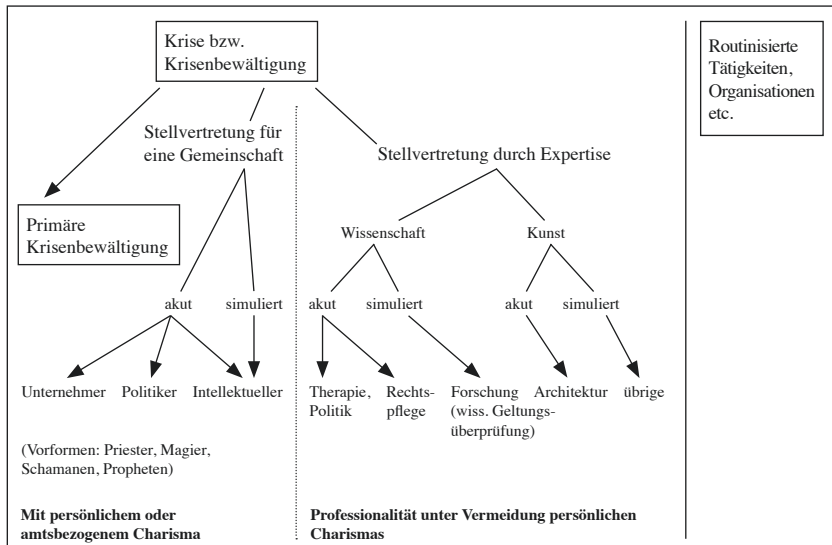 Krise bzw.
Krisenbewältigung
Routinisierte
Tätigkeiten,
Organisationen
etc.
Stellvertretung für
eine Gemeinschaft
Stellvertretung durch Expertise
Primäre
Krisenbewältigung
Wissenschaft
Kunst
akut
simuliert
akut
simuliert
akut
simuliert
Unternehmer
Politiker
Intellektueller
Therapie,
Politik
Rechts-
pflege
Forschung
(wiss. Geltungs-
überprüfung)
Architektur
übrige
(Vorformen: Priester, Magier,
Schamanen, Propheten)
Mit persönlichem oder
amtsbezogenem Charisma
Professionalität unter Vermeidung persönlichen
Charismas